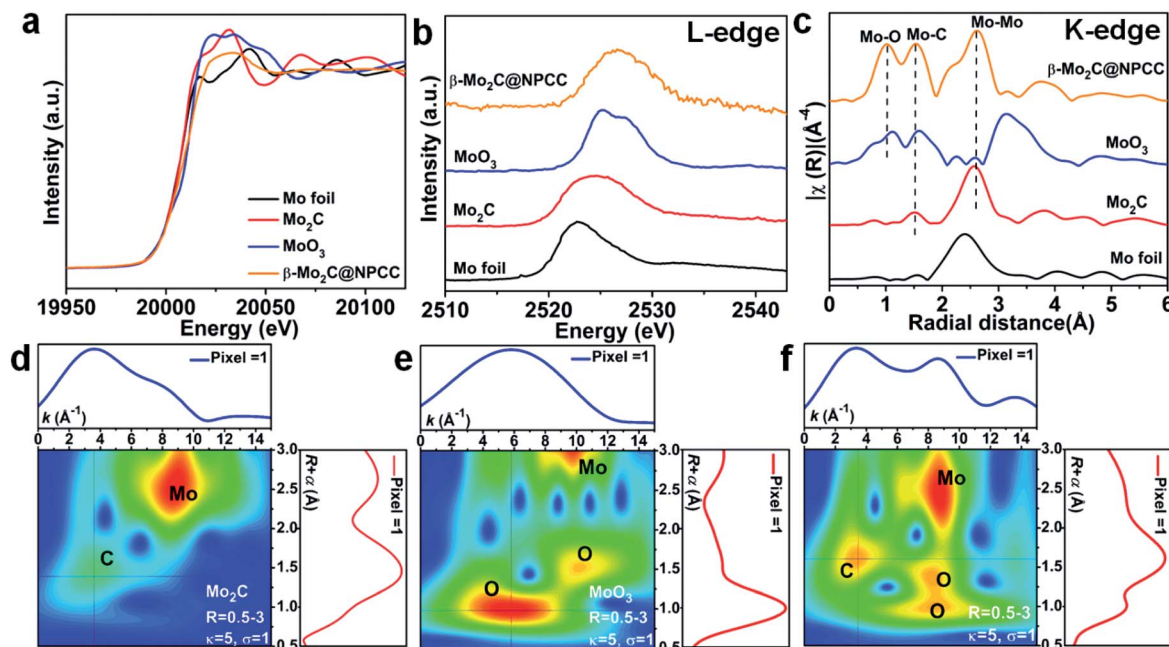 a
Intensity (a.u.)
Mo foil
Mo₂C
MoO₃
β-Mo₂C@NPCC
19950 20000 20050 20100
Energy (eV)
b
L-edge
Intensity (a.u.)
β-Mo₂C@NPCC
MoO₃
Mo₂C
Mo foil
2510 2520 2530 2540
Energy (eV)
c
K-edge
Mo-O Mo-C Mo-Mo
|χ (R)|(Å⁻⁴)
β-Mo₂C@NPCC
MoO₃
Mo₂C
Mo foil
0 1 2 3 4 5 6
Radial distance(Å)
d
Pixel =1
k (Å⁻¹)
0 2 4 6 8 10 12 14
Mo
C
Mo₂C
R=0.5-3
κ=5, σ=1
R+α (Å)
3.0
2.5
2.0
1.5
1.0
0.5
Pixel =1
e
Pixel =1
k (Å⁻¹)
0 2 4 6 8 10 12 14
Mo
O
O
MoO₃
R=0.5-3
κ=5, σ=1
R+α (Å)
3.0
2.5
2.0
1.5
1.0
0.5
Pixel =1
f
Pixel =1
k (Å⁻¹)
0 2 4 6 8 10 12 14
Mo
C
O
O
R=0.5-3
κ=5, σ=1
R+α (Å)
3.0
2.5
2.0
1.5
1.0
0.5
Pixel =1